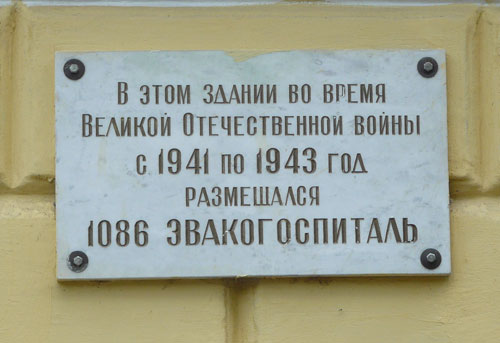 В ЭТОМ ЗДАНИИ ВО ВРЕМЯ
ВЕЛИКОЙ ОТЕЧЕСТВЕННОЙ ВОЙНЫ
С 1941 ПО 1943 ГОД
РАЗМЕЩАЛСЯ
1086 ЭВАКОГОСПИТАЛЬ